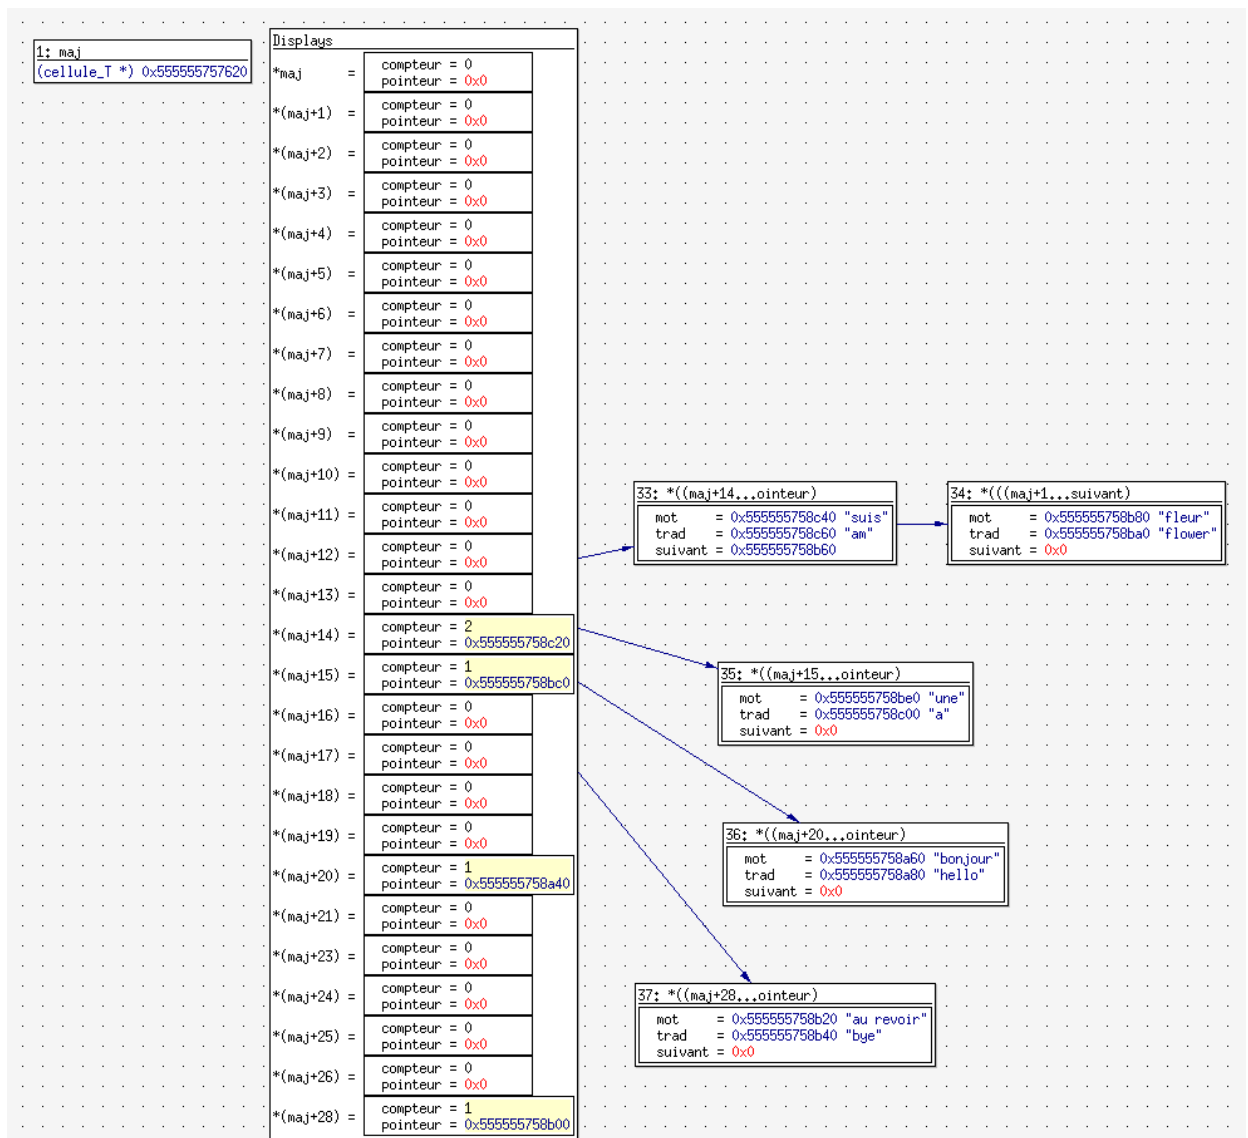 1: maj
(cellule_T *) 0x555555757620
Displays
*maj = compteur = 0
pointeur = 0x0
*(maj+1) = compteur = 0
pointeur = 0x0
*(maj+2) = compteur = 0
pointeur = 0x0
*(maj+3) = compteur = 0
pointeur = 0x0
*(maj+4) = compteur = 0
pointeur = 0x0
*(maj+5) = compteur = 0
pointeur = 0x0
*(maj+6) = compteur = 0
pointeur = 0x0
*(maj+7) = compteur = 0
pointeur = 0x0
*(maj+8) = compteur = 0
pointeur = 0x0
*(maj+9) = compteur = 0
pointeur = 0x0
*(maj+10) = compteur = 0
pointeur = 0x0
*(maj+11) = compteur = 0
pointeur = 0x0
*(maj+12) = compteur = 0
pointeur = 0x0
*(maj+13) = compteur = 0
pointeur = 0x0
*(maj+14) = compteur = 2
pointeur = 0x555555758c20
*(maj+15) = compteur = 1
pointeur = 0x555555758bc0
*(maj+16) = compteur = 0
pointeur = 0x0
*(maj+17) = compteur = 0
pointeur = 0x0
*(maj+18) = compteur = 0
pointeur = 0x0
*(maj+19) = compteur = 0
pointeur = 0x0
*(maj+20) = compteur = 1
pointeur = 0x555555758a40
*(maj+21) = compteur = 0
pointeur = 0x0
*(maj+23) = compteur = 0
pointeur = 0x0
*(maj+24) = compteur = 0
pointeur = 0x0
*(maj+25) = compteur = 0
pointeur = 0x0
*(maj+26) = compteur = 0
pointeur = 0x0
*(maj+28) = compteur = 1
pointeur = 0x555555758b00
33: *((maj+14...ointeur)
mot = 0x555555758c40 "suis"
trad = 0x555555758c60 "am"
suivant = 0x555555758b60
34: *(((maj+1...suivant)
mot = 0x555555758b80 "fleur"
trad = 0x555555758ba0 "flower"
suivant = 0x0
35: *((maj+15...ointeur)
mot = 0x555555758be0 "une"
trad = 0x555555758c00 "a"
suivant = 0x0
36: *((maj+20...ointeur)
mot = 0x555555758a60 "bonjour"
trad = 0x555555758a80 "hello"
suivant = 0x0
37: *((maj+28...ointeur)
mot = 0x555555758b20 "au revoir"
trad = 0x555555758b40 "bye"
suivant = 0x0